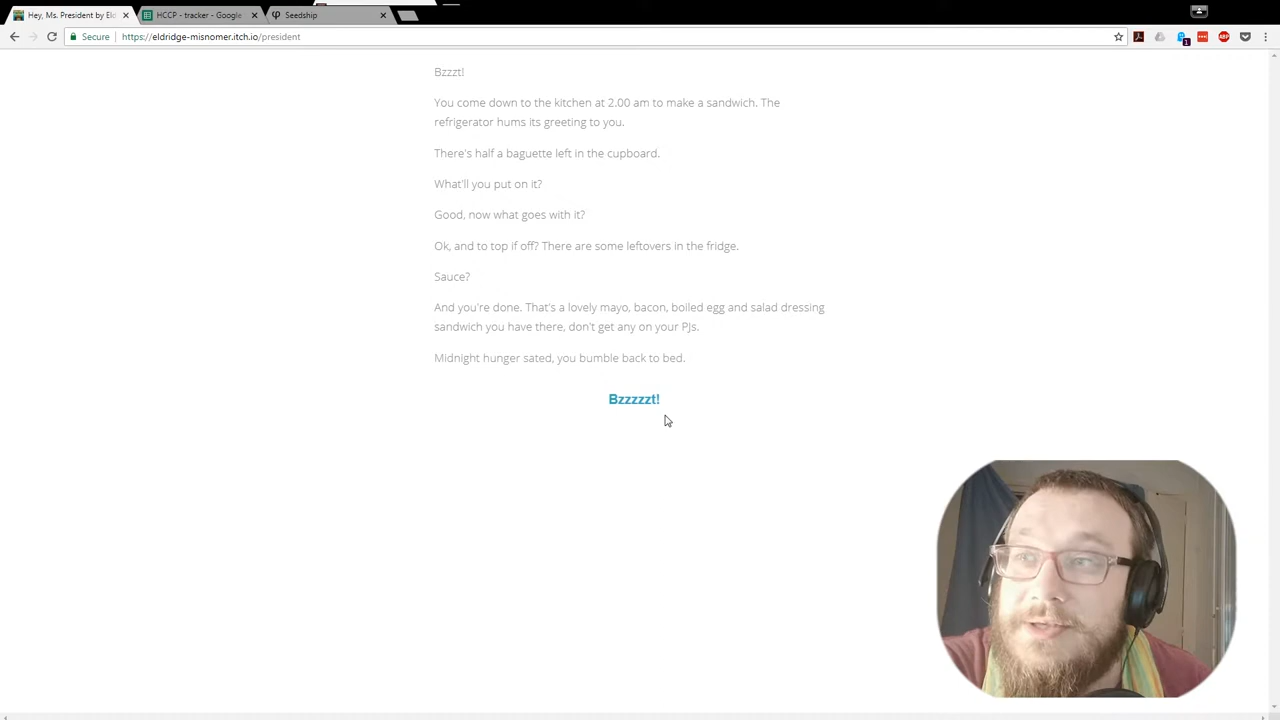 Hey, Ms. President by Eld
HCCP - tracker - Google
Seedship
Secure
https://eldridge-misnomer.itch.io/president
ABP
1
Bzzzt!
You come down to the kitchen at 2.00 am to make a sandwich. The
refrigerator hums its greeting to you.
There's half a baguette left in the cupboard.
What'll you put on it?
Good, now what goes with it?
Ok, and to top if off? There are some leftovers in the fridge.
Sauce?
And you're done. That's a lovely mayo, bacon, boiled egg and salad dressing
sandwich you have there, don't get any on your PJs.
Midnight hunger sated, you bumble back to bed.
Bzzzzzt!